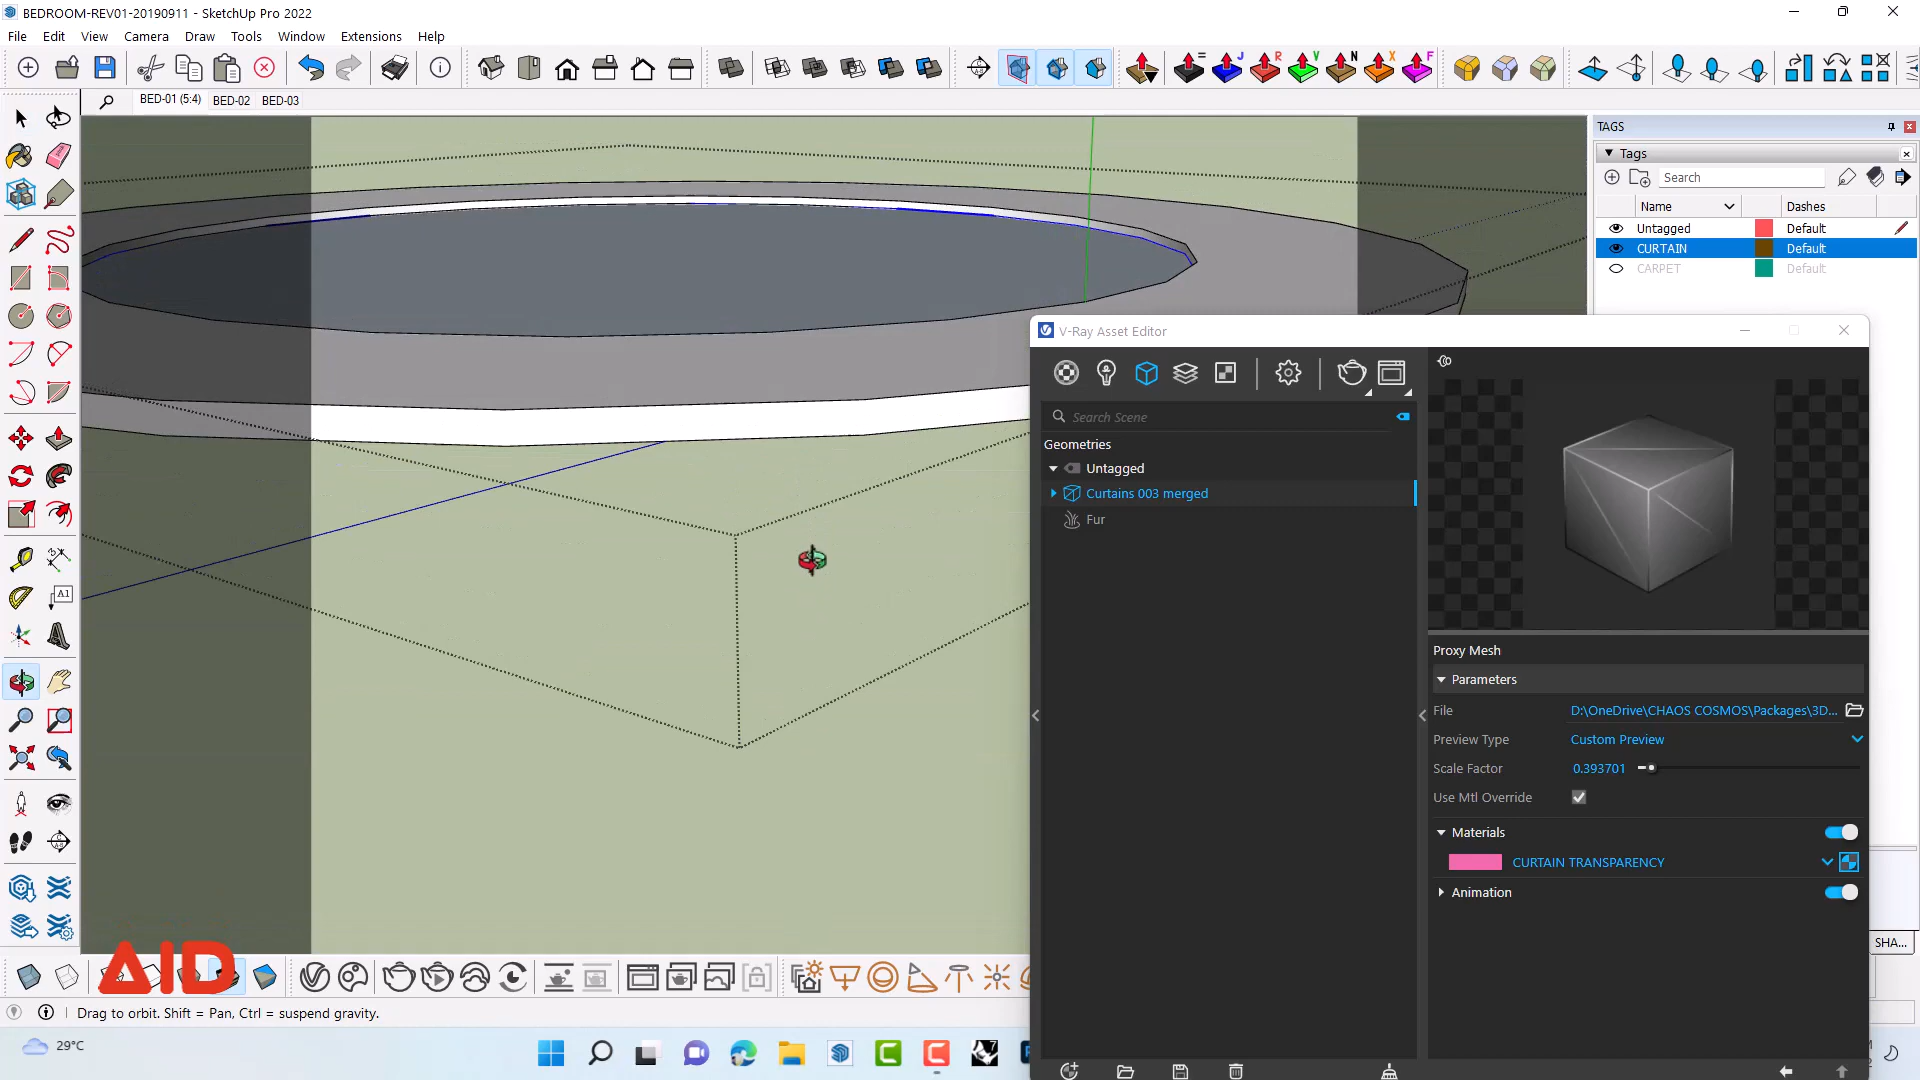 BEDROOM-REV01-20190911 - SketchUp Pro 2022
File Edit View Camera Draw Tools Window Extensions Help
BED-01 (5:4) BED-02 BED-03
TAGS
Tags
Search
Name Dashes
Untagged Default
CURTAIN Default
CARPET Default
V-Ray Asset Editor
Search Scene
Geometries
Untagged
Curtains 003 merged
Fur
Proxy Mesh
Parameters
File D:\OneDrive\CHAOS COSMOS\Packages\3D...
Preview Type Custom Preview
Scale Factor 0.393701
Use Mtl Override
Materials
CURTAIN TRANSPARENCY
Animation
SHA...
AID
Drag to orbit. Shift = Pan, Ctrl = suspend gravity.
29°C